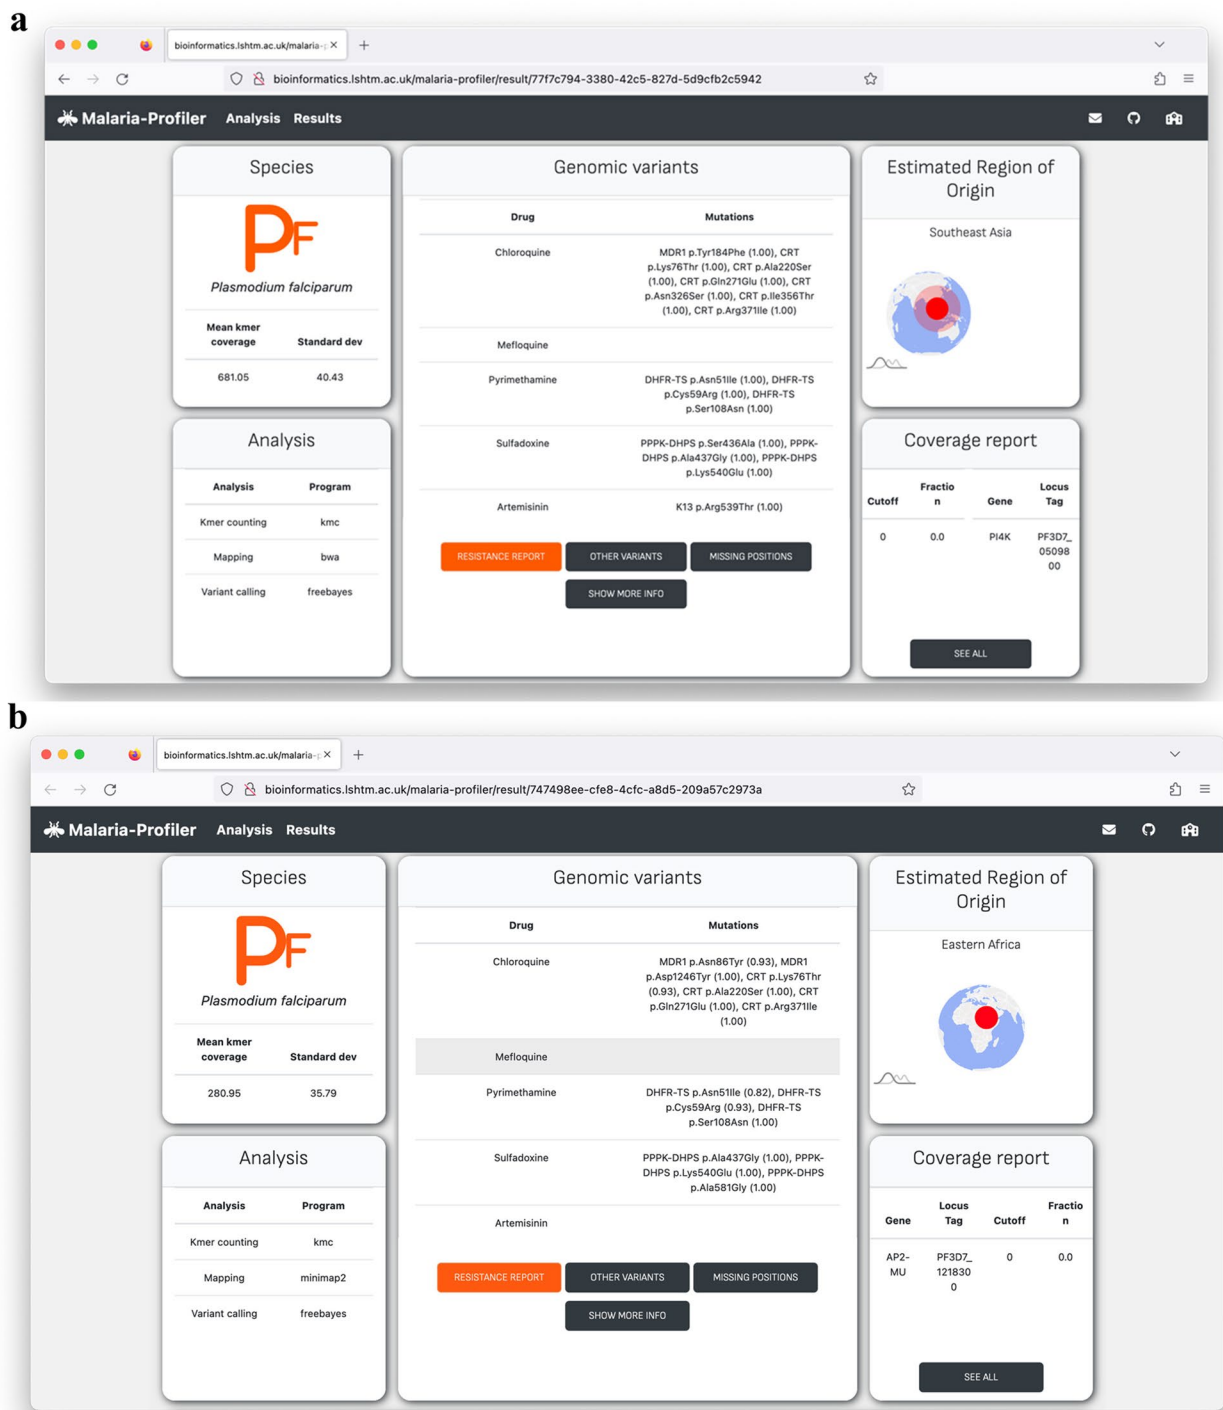 a
bioinformatics.lshtm.ac.uk/malaria-p
bioinformatics.lshtm.ac.uk/malaria-profiler/result/77f7c794-3380-42c5-827d-5d9cfb2c5942
Malaria-Profiler Analysis Results
Species
PF
Plasmodium falciparum
Mean kmer
coverage Standard dev
681.05 40.43
Analysis
Analysis Program
Kmer counting kmc
Mapping bwa
Variant calling freebayes
Genomic variants
Drug Mutations
Chloroquine MDR1 p.Tyr184Phe (1.00), CRT
p.Lys76Thr (1.00), CRT p.Ala220Ser
(1.00), CRT p.Gln271Glu (1.00), CRT
p.Asn326Ser (1.00), CRT p.Ile356Thr
(1.00), CRT p.Arg371Ile (1.00)
Mefloquine
Pyrimethamine DHFR-TS p.Asn51Ile (1.00), DHFR-TS
p.Cys59Arg (1.00), DHFR-TS
p.Ser108Asn (1.00)
Sulfadoxine PPPK-DHPS p.Ser436Ala (1.00), PPPK-
DHPS p.Ala437Gly (1.00), PPPK-DHPS
p.Lys540Glu (1.00)
Artemisinin K13 p.Arg539Thr (1.00)
RESISTANCE REPORT OTHER VARIANTS MISSING POSITIONS
SHOW MORE INFO
Estimated Region of
Origin
Southeast Asia
Coverage report
Cutoff Fractio
n Gene Locus
Tag
0 0.0 PI4K PF3D7_
05098
00
SEE ALL
b
bioinformatics.lshtm.ac.uk/malaria-p
bioinformatics.lshtm.ac.uk/malaria-profiler/result/747498ee-cfe8-4cfc-a8d5-209a57c2973a
Malaria-Profiler Analysis Results
Species
PF
Plasmodium falciparum
Mean kmer
coverage Standard dev
280.95 35.79
Analysis
Analysis Program
Kmer counting kmc
Mapping minimap2
Variant calling freebayes
Genomic variants
Drug Mutations
Chloroquine MDR1 p.Asn86Tyr (0.93), MDR1
p.Asp1246Tyr (1.00), CRT p.Lys76Thr
(0.93), CRT p.Ala220Ser (1.00), CRT
p.Gln271Glu (1.00), CRT p.Arg371Ile
(1.00)
Mefloquine
Pyrimethamine DHFR-TS p.Asn51Ile (0.82), DHFR-TS
p.Cys59Arg (0.93), DHFR-TS
p.Ser108Asn (1.00)
Sulfadoxine PPPK-DHPS p.Ala437Gly (1.00), PPPK-
DHPS p.Lys540Glu (1.00), PPPK-DHPS
p.Ala581Gly (1.00)
Artemisinin
RESISTANCE REPORT OTHER VARIANTS MISSING POSITIONS
SHOW MORE INFO
Estimated Region of
Origin
Eastern Africa
Coverage report
Gene Locus
Tag Cutoff Fractio
n
AP2-
MU PF3D7_
121830
0 0 0.0
SEE ALL